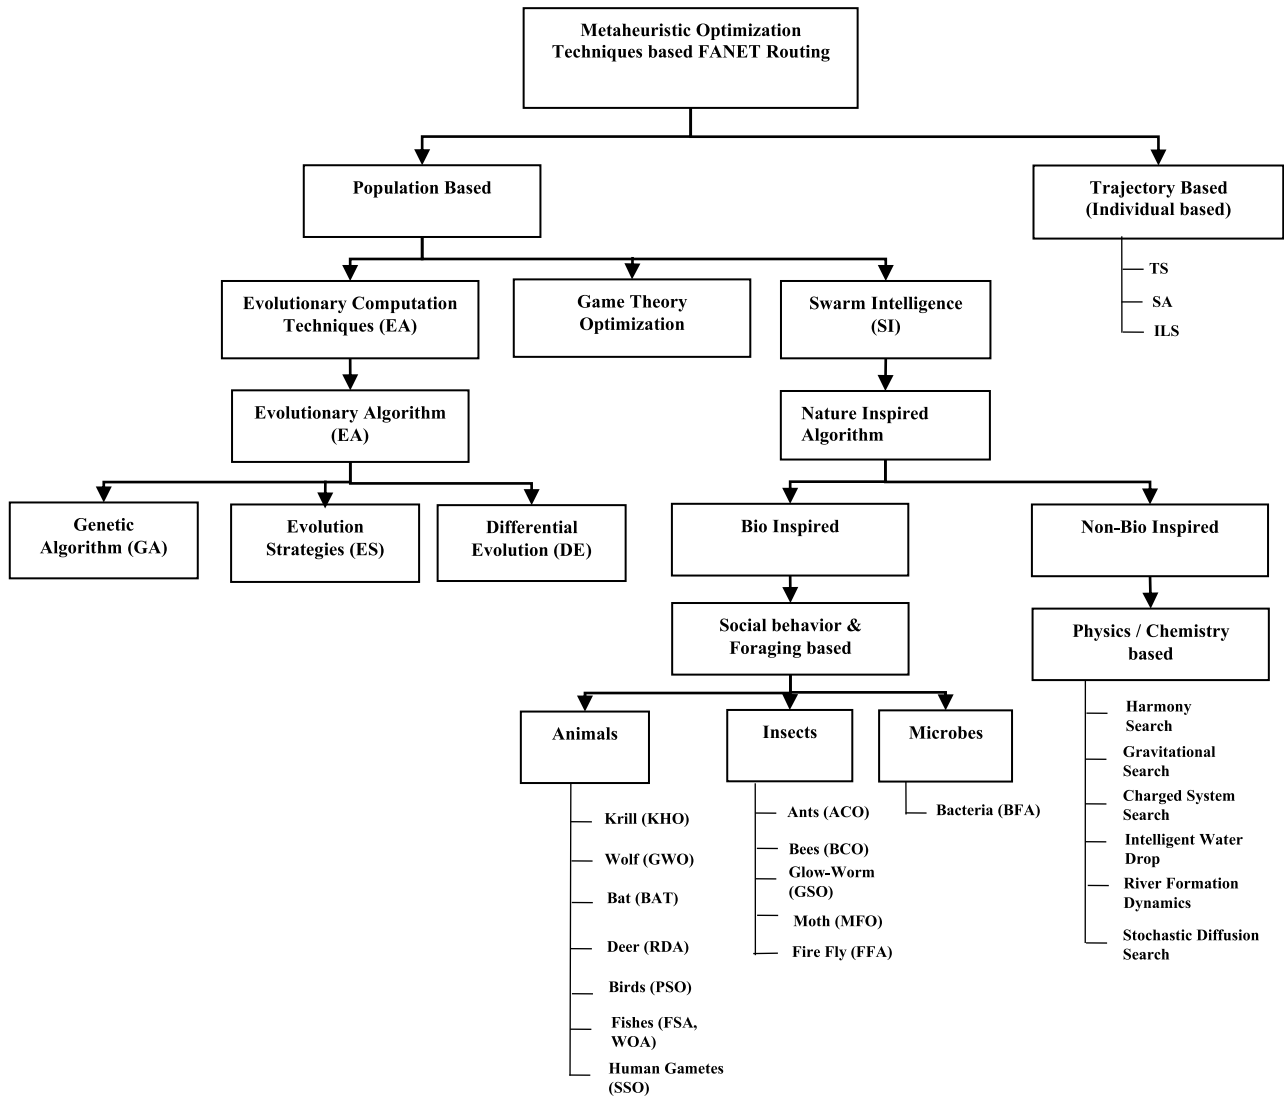 Metaheuristic Optimization
Techniques based FANET Routing
Population Based
Trajectory Based
(Individual based)
TS
SA
ILS
Evolutionary Computation
Techniques (EA)
Game Theory
Optimization
Swarm Intelligence
(SI)
Evolutionary Algorithm
(EA)
Nature Inspired
Algorithm
Genetic
Algorithm (GA)
Evolution
Strategies (ES)
Differential
Evolution (DE)
Bio Inspired
Non-Bio Inspired
Social behavior &
Foraging based
Physics / Chemistry
based
Animals
Insects
Microbes
Krill (KHO)
Wolf (GWO)
Bat (BAT)
Deer (RDA)
Birds (PSO)
Fishes (FSA,
WOA)
Human Gametes
(SSO)
Ants (ACO)
Bees (BCO)
Glow-Worm
(GSO)
Moth (MFO)
Fire Fly (FFA)
Bacteria (BFA)
Harmony
Search
Gravitational
Search
Charged System
Search
Intelligent Water
Drop
River Formation
Dynamics
Stochastic Diffusion
Search